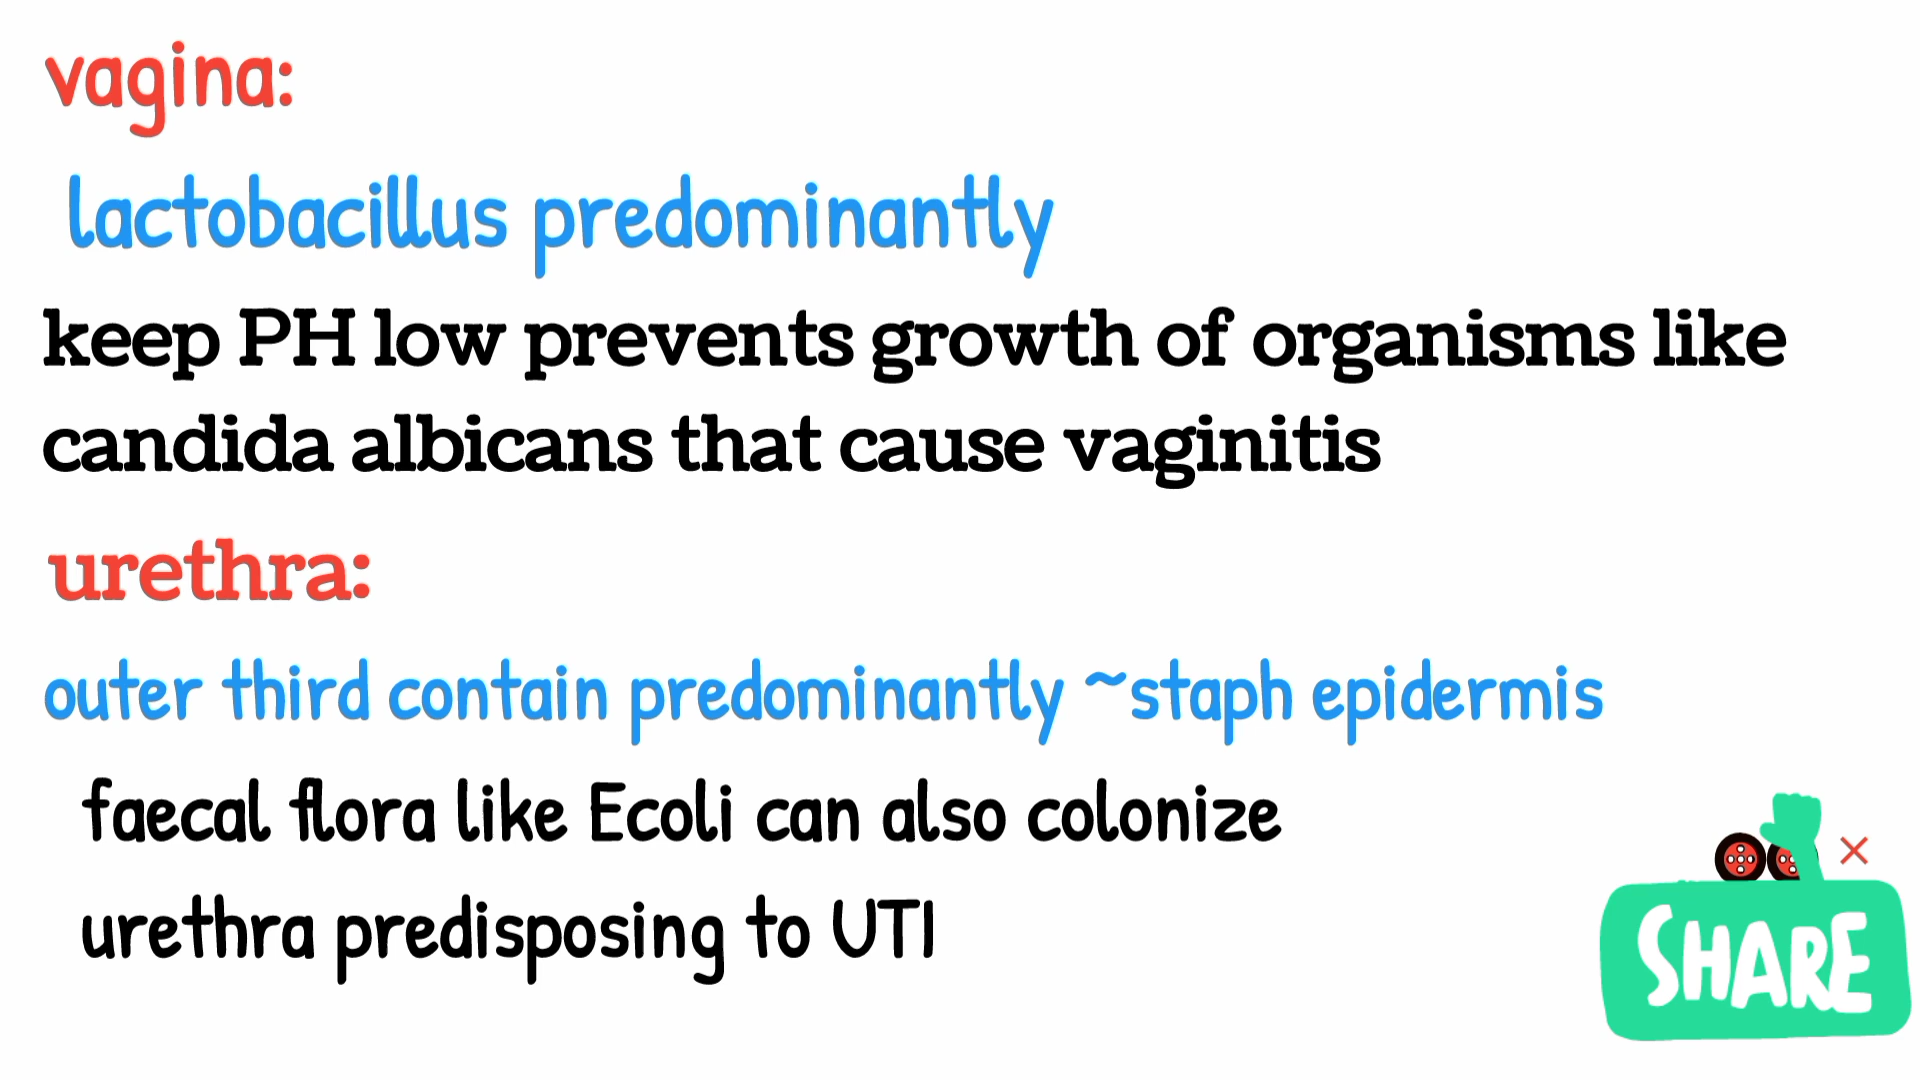 vagina:
lactobacillus predominantly
keep PH low prevents growth of organisms like
candida albicans that cause vaginitis
urethra:
outer third contain predominantly ~staph epidermis
faecal flora like Ecoli can also colonize
urethra predisposing to UTI
SHARE